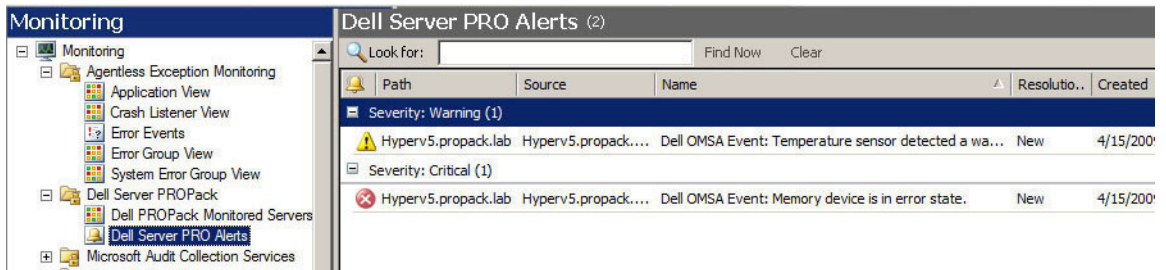 Monitoring
Monitoring
Agentless Exception Monitoring
Application View
Crash Listener View
Error Events
Error Group View
System Error Group View
Dell Server PROPack
Dell PROPack Monitored Servers
Dell Server PRO Alerts
Microsoft Audit Collection Services
Dell Server PRO Alerts (2)
Look for: Find Now Clear
Path Source Name Resolutio.. Created
Severity: Warning (1)
Hyperv5.propack.lab Hyperv5.propack.... Dell OMSA Event: Temperature sensor detected a wa... New 4/15/2009
Severity: Critical (1)
Hyperv5.propack.lab Hyperv5.propack.... Dell OMSA Event: Memory device is in error state. New 4/15/2009